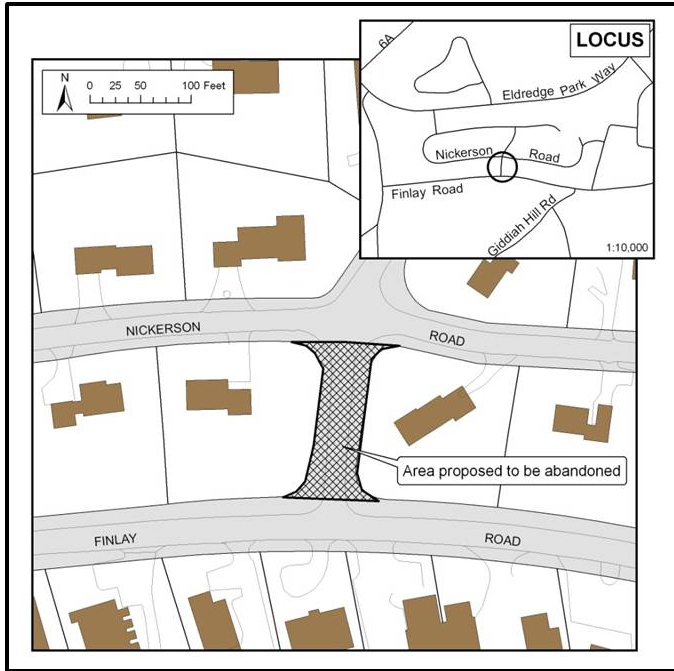 N
0 25 50 100 Feet
LOCUS
6A
Eldredge Park Way
Nickerson Road
Finlay Road
Giddiah Hill Rd
1:10,000
NICKERSON ROAD
Area proposed to be abandoned
FINLAY ROAD